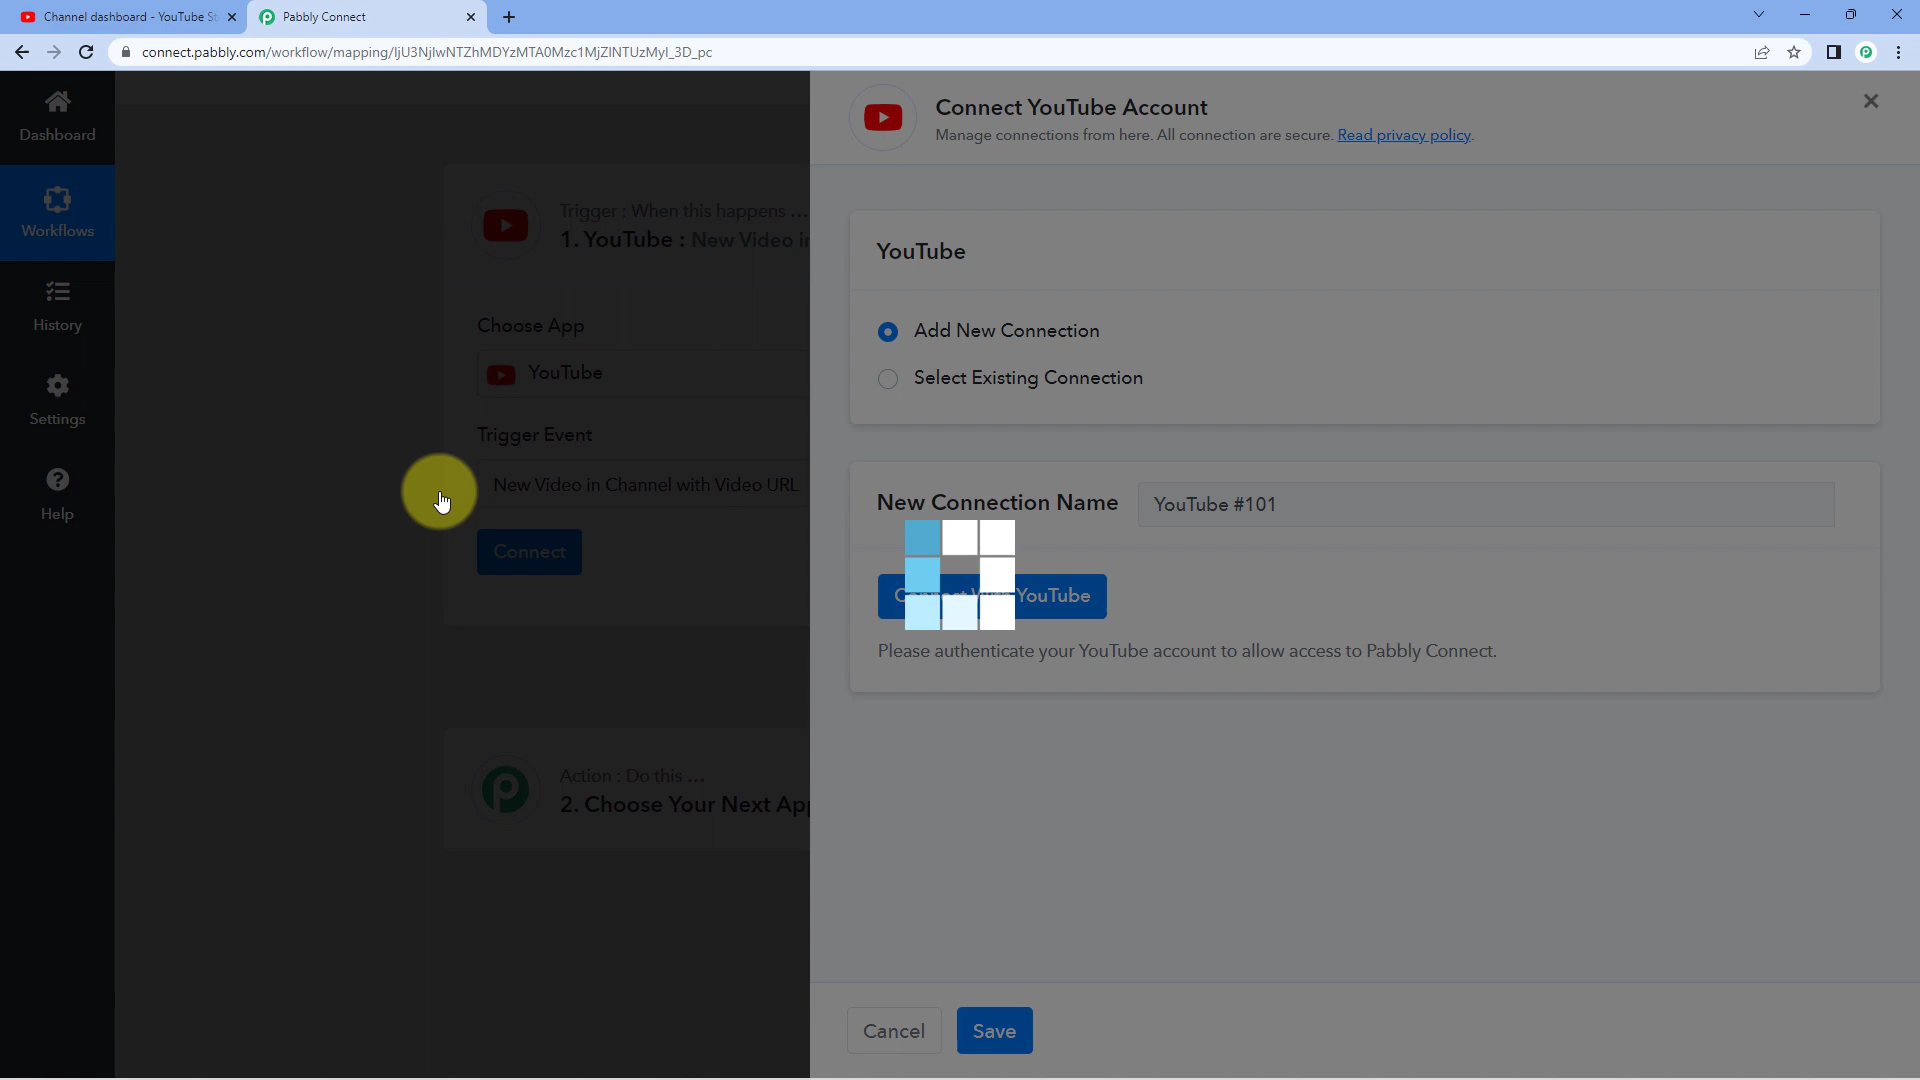 Channel dashboard - YouTube St
Pabbly Connect
connect.pabbly.com/workflow/mapping/IjU3NjIwNTZhMDYzMTA0Mzc1MjZlNTUzMyI_3D_pc
Dashboard
Workflows
History
Settings
Help
Trigger : When this happens ...
1. YouTube : New Video in
Choose App
YouTube
Trigger Event
New Video in Channel with Video URL
Connect
Action : Do this ...
2. Choose Your Next App
Connect YouTube Account
Manage connections from here. All connection are secure. Read privacy policy.
YouTube
Add New Connection
Select Existing Connection
New Connection Name
YouTube #101
YouTube
Please authenticate your YouTube account to allow access to Pabbly Connect.
Cancel
Save